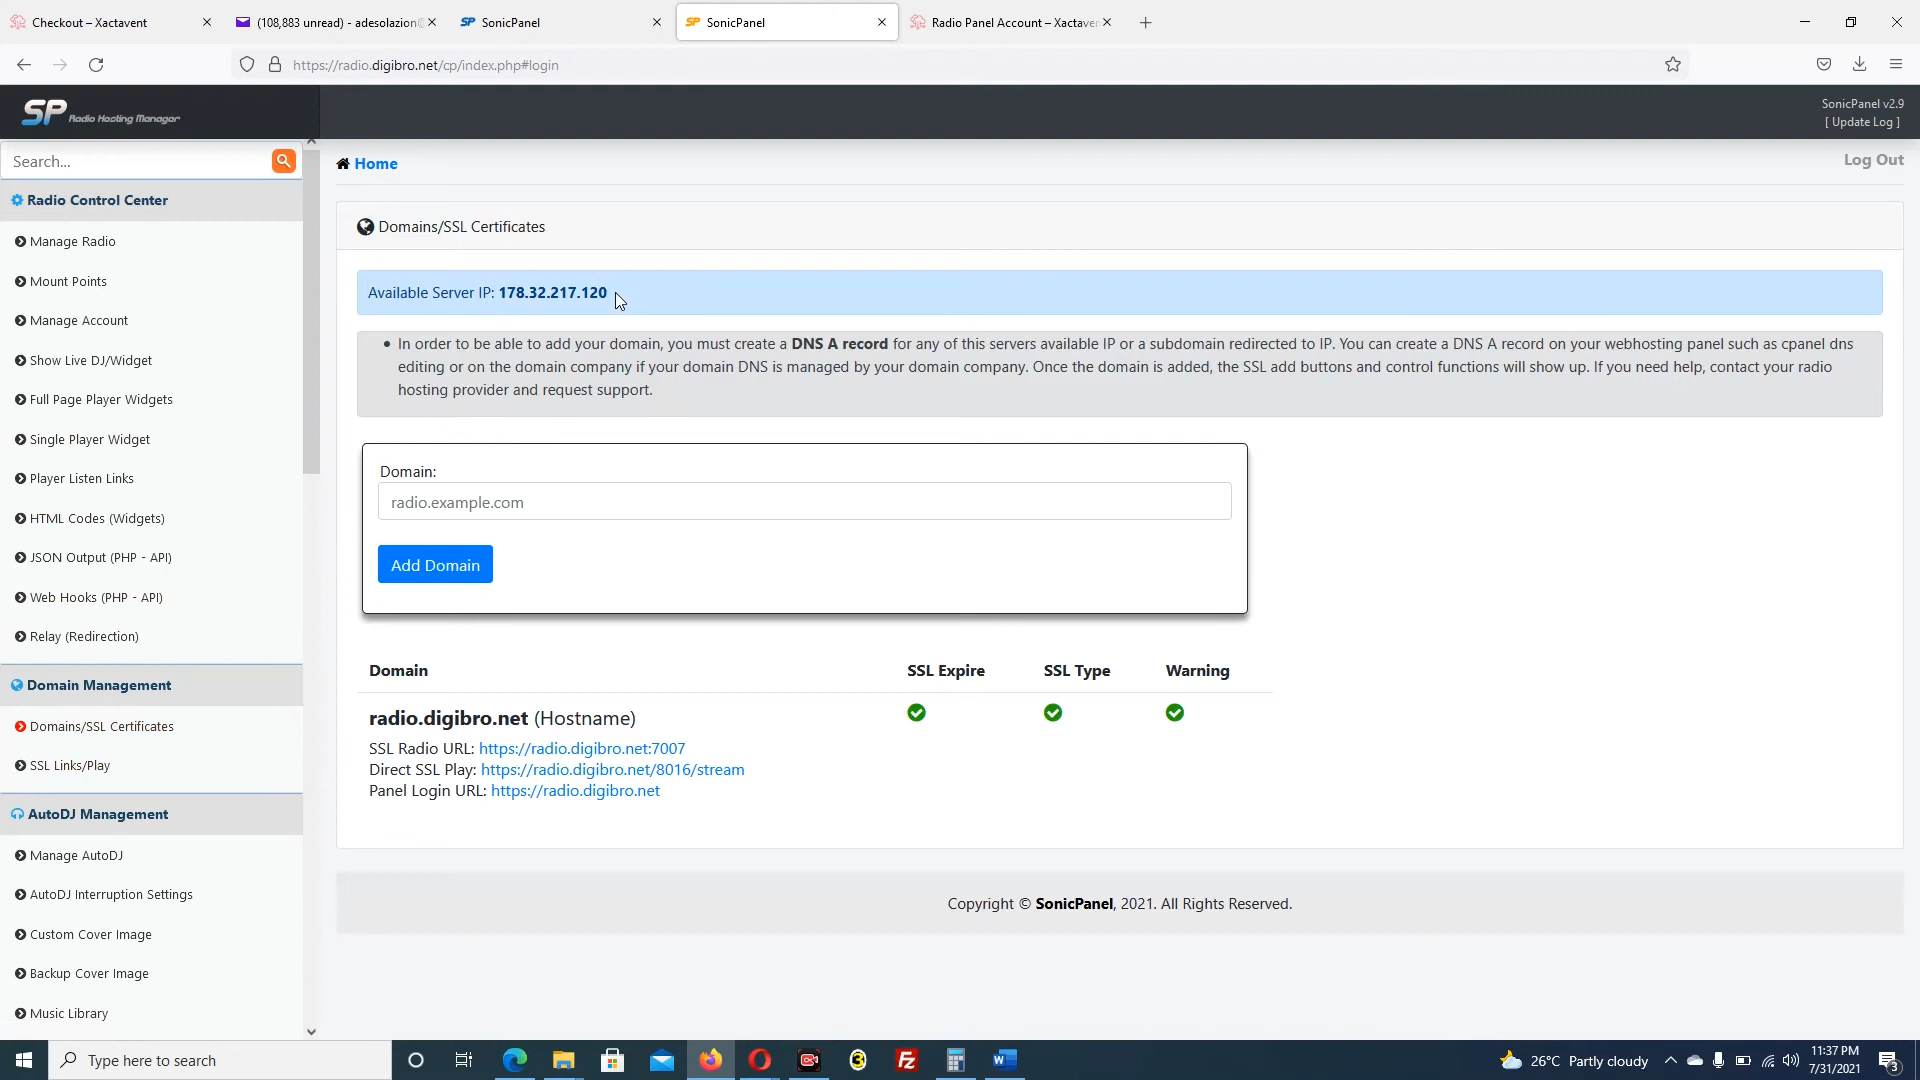 Checkout – Xactavent
(108,883 unread) - adesolazion@
SonicPanel
SonicPanel
Radio Panel Account – Xactaven
https://radio.digibro.net/cp/index.php#login
SP Radio Hosting Manager
SonicPanel v2.9
[ Update Log ]
Search...
Home
Log Out
Radio Control Center
Manage Radio
Mount Points
Manage Account
Show Live DJ/Widget
Full Page Player Widgets
Single Player Widget
Player Listen Links
HTML Codes (Widgets)
JSON Output (PHP - API)
Web Hooks (PHP - API)
Relay (Redirection)
Domain Management
Domains/SSL Certificates
SSL Links/Play
AutoDJ Management
Manage AutoDJ
AutoDJ Interruption Settings
Custom Cover Image
Backup Cover Image
Music Library
Domains/SSL Certificates
Available Server IP: 178.32.217.120
• In order to be able to add your domain, you must create a DNS A record for any of this servers available IP or a subdomain redirected to IP. You can create a DNS A record on your webhosting panel such as cpanel dns
editing or on the domain company if your domain DNS is managed by your domain company. Once the domain is added, the SSL add buttons and control functions will show up. If you need help, contact your radio
hosting provider and request support.
Domain:
radio.example.com
Add Domain
Domain SSL Expire SSL Type Warning
radio.digibro.net (Hostname)
SSL Radio URL: https://radio.digibro.net:7007
Direct SSL Play: https://radio.digibro.net/8016/stream
Panel Login URL: https://radio.digibro.net
Copyright © SonicPanel, 2021. All Rights Reserved.
Type here to search
26°C Partly cloudy
11:37 PM
7/31/2021
3